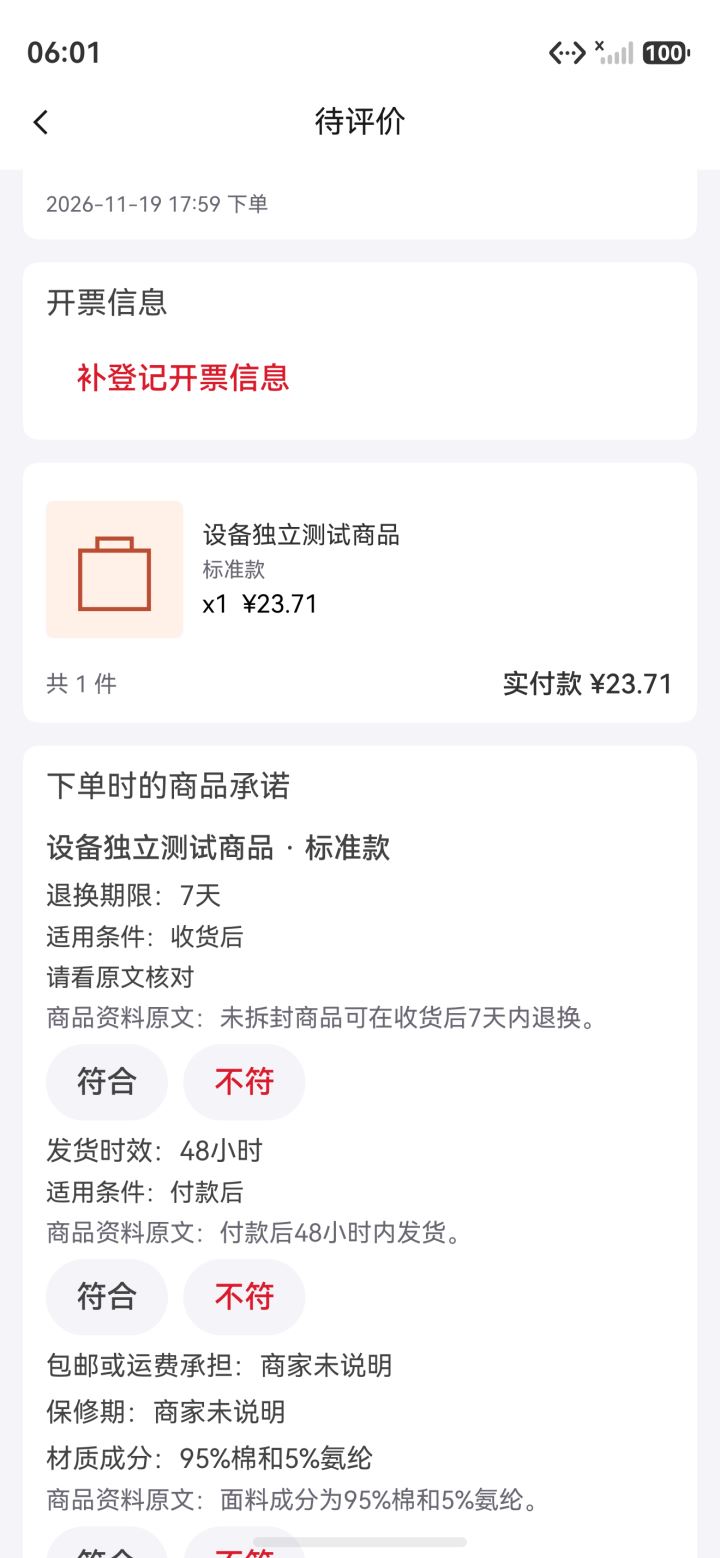 06:01
100
待评价
2026-11-19 17:59 下单
开票信息
补登记开票信息
设备独立测试商品
标准款
x1 ¥23.71
共 1 件
实付款 ¥23.71
下单时的商品承诺
设备独立测试商品 · 标准款
退换期限：7天
适用条件：收货后
请看原文核对
商品资料原文：未拆封商品可在收货后7天内退换。
符合
不符
发货时效：48小时
适用条件：付款后
商品资料原文：付款后48小时内发货。
符合
不符
包邮或运费承担：商家未说明
保修期：商家未说明
材质成分：95%棉和5%氨纶
商品资料原文：面料成分为95%棉和5%氨纶。
符合
不符